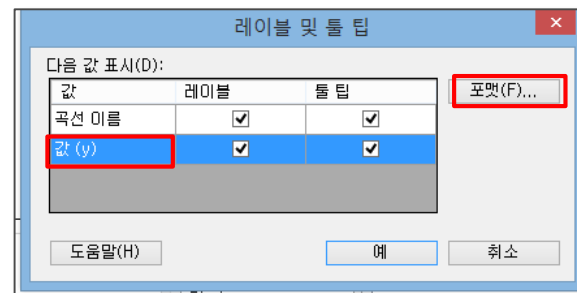 레이블 및 툴 팁
다음 값 표시(D):
값 레이블 툴 팁
포맷(F)...
곡선 이름
값 (y)
도움말(H) 예 취소